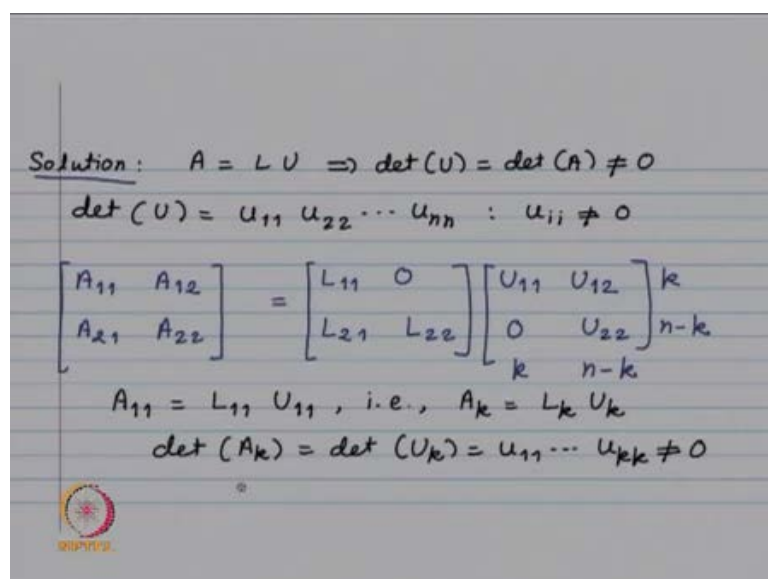 Solution: A = L U ⇒ det (U) = det (A) ≠ 0
det (U) = u₁₁ u₂₂ ... uₙₙ : uᵢᵢ ≠ 0
[A₁₁ A₁₂] = [L₁₁ 0] [U₁₁ U₁₂] k
[A₂₁ A₂₂] [L₂₁ L₂₂] [0 U₂₂] n-k
k n-k
A₁₁ = L₁₁ U₁₁, i.e., Aₖ = Lₖ Uₖ
det (Aₖ) = det (Uₖ) = u₁₁ ... uₖₖ ≠ 0
NPTEL